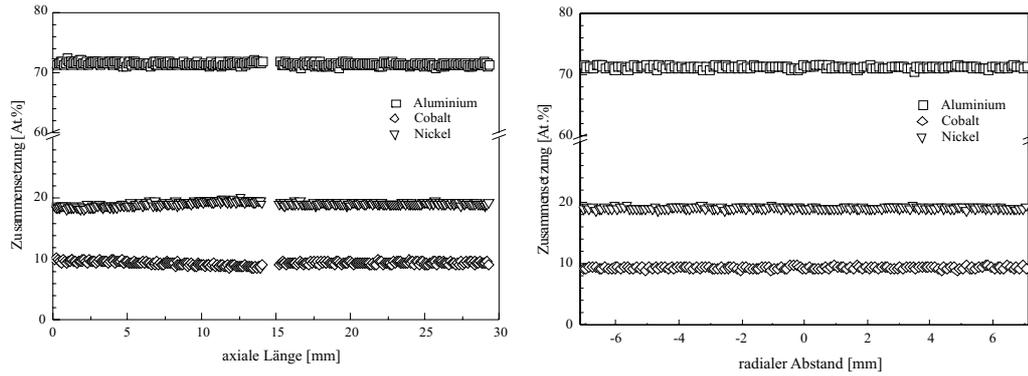 80
70
60
20
10
0
Zusammensetzung [At.%]
Aluminium
Cobalt
Nickel
0 5 10 15 20 25 30
axiale Länge [mm]
80
70
60
20
10
0
Zusammensetzung [At.%]
Aluminium
Cobalt
Nickel
-6 -4 -2 0 2 4 6
radialer Abstand [mm]